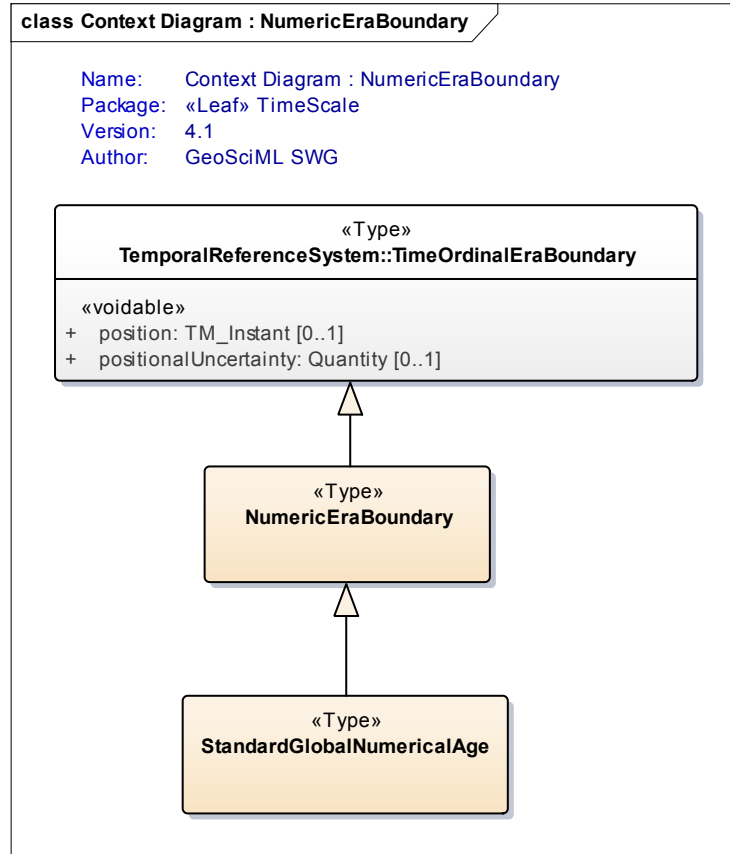 class Context Diagram : NumericEraBoundary
Name: Context Diagram : NumericEraBoundary
Package: «Leaf» TimeScale
Version: 4.1
Author: GeoSciML SWG
«Type»
TemporalReferenceSystem::TimeOrdinalEraBoundary
«voidable»
+ position: TM_Instant [0..1]
+ positionalUncertainty: Quantity [0..1]
«Type»
NumericEraBoundary
«Type»
StandardGlobalNumericalAge